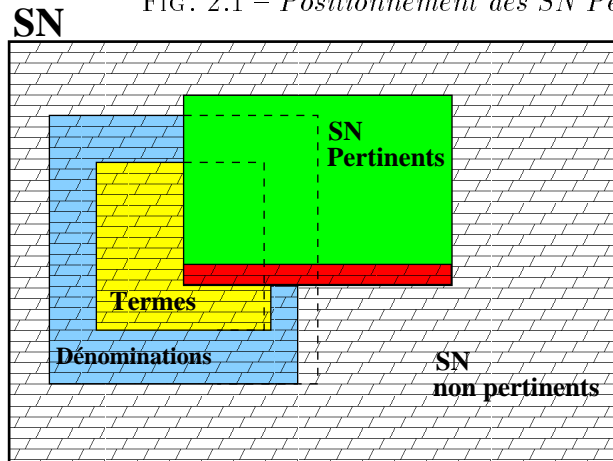 FIG. 2.1 – Positionnement des SN Pe
SN
SN
Pertinents
Termes
Dénominations
SN
non pertinents